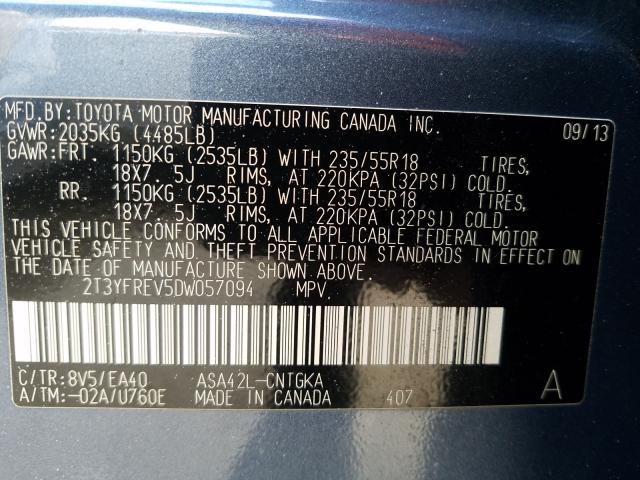 MFD.BY:TOYOTA MOTOR MANUFACTURING CANADA INC. 09/13
GVWR:2035KG (4485LB)
GAWR:FRT. 1150KG (2535LB) WITH 235/55R18 TIRES,
18X7. 5J RIMS, AT 220KPA (32PSI) COLD.
RR. 1150KG (2535LB) WITH 235/55R18 TIRES,
18X7. 5J RIMS, AT 220KPA (32PSI) COLD.
THIS VEHICLE CONFORMS TO ALL APPLICABLE FEDERAL MOTOR
VEHICLE SAFETY AND THEFT PREVENTION STANDARDS IN EFFECT ON
THE DATE OF MANUFACTURE SHOWN ABOVE.
2T3YFREV5DW057094 MPV
C/TR:8V5/EA40 ASA42L-CNTGKA A
A/TM:-02A/U760E MADE IN CANADA 407